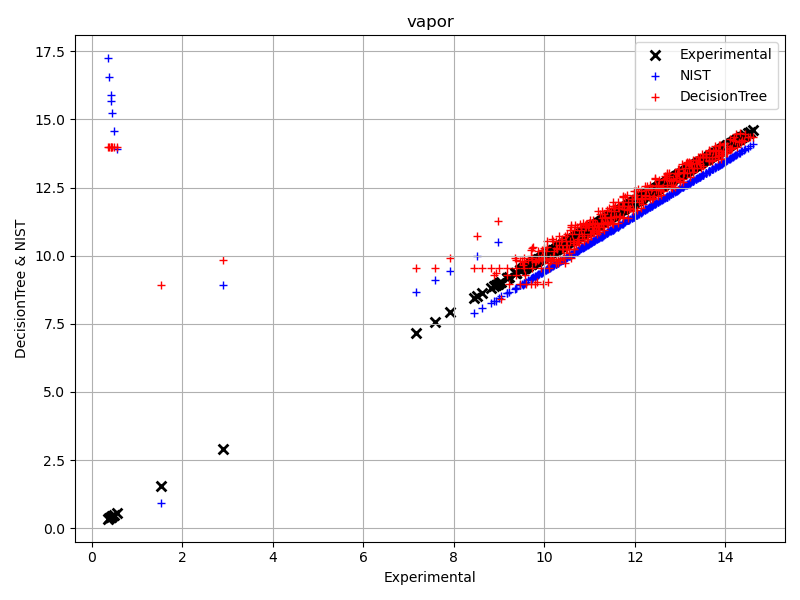 vapor
Experimental
NIST
DecisionTree
DecisionTree & NIST
17.5
15.0
12.5
10.0
7.5
5.0
2.5
0.0
0 2 4 6 8 10 12 14
Experimental